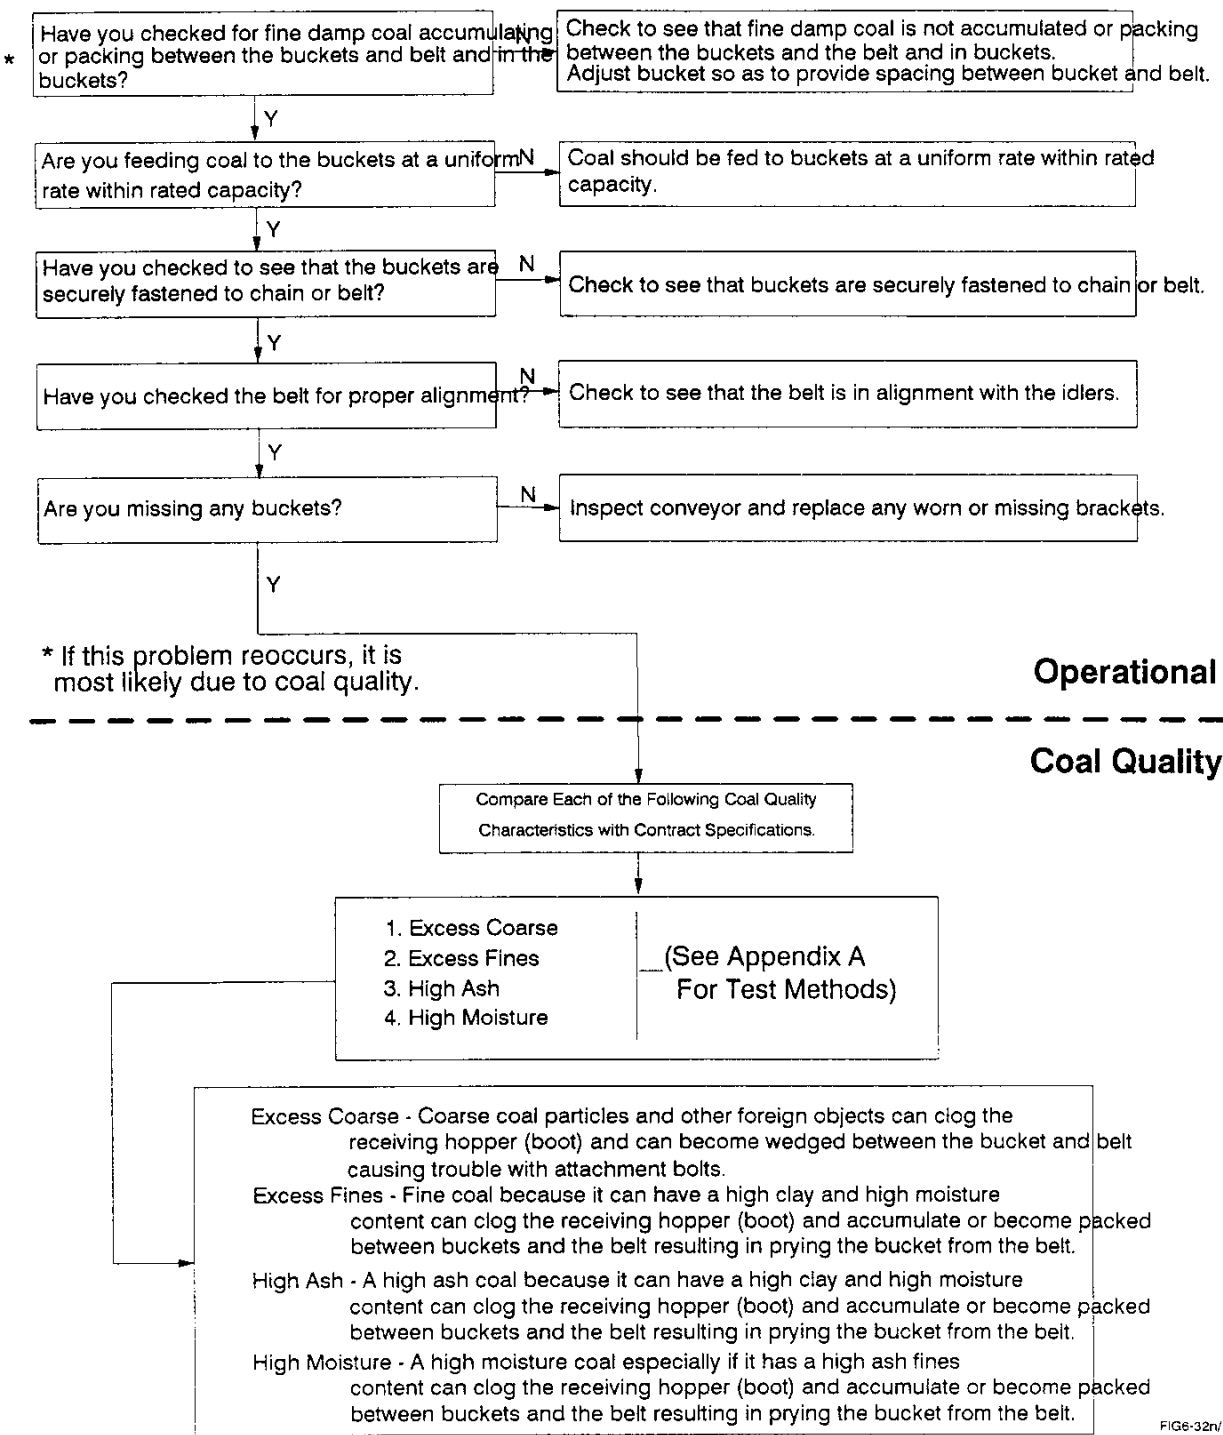 Have you checked for fine damp coal accumulating
or packing between the buckets and belt and in the
buckets?
*
N
Check to see that fine damp coal is not accumulated or packing
between the buckets and the belt and in buckets.
Adjust bucket so as to provide spacing between bucket and belt.
Y
Are you feeding coal to the buckets at a uniform
rate within rated capacity?
N
Coal should be fed to buckets at a uniform rate within rated
capacity.
Y
Have you checked to see that the buckets are
securely fastened to chain or belt?
N
Check to see that buckets are securely fastened to chain or belt.
Y
Have you checked the belt for proper alignment?
N
Check to see that the belt is in alignment with the idlers.
Y
Are you missing any buckets?
N
Inspect conveyor and replace any worn or missing brackets.
Y
* If this problem reoccurs, it is
most likely due to coal quality.
Operational
Coal Quality
Compare Each of the Following Coal Quality
Characteristics with Contract Specifications.
1. Excess Coarse
2. Excess Fines
3. High Ash
4. High Moisture
(See Appendix A
For Test Methods)
Excess Coarse - Coarse coal particles and other foreign objects can clog the
receiving hopper (boot) and can become wedged between the bucket and belt
causing trouble with attachment bolts.
Excess Fines - Fine coal because it can have a high clay and high moisture
content can clog the receiving hopper (boot) and accumulate or become packed
between buckets and the belt resulting in prying the bucket from the belt.
High Ash - A high ash coal because it can have a high clay and high moisture
content can clog the receiving hopper (boot) and accumulate or become packed
between buckets and the belt resulting in prying the bucket from the belt.
High Moisture - A high moisture coal especially if it has a high ash fines
content can clog the receiving hopper (boot) and accumulate or become packed
between buckets and the belt resulting in prying the bucket from the belt.
FIG6-32n/